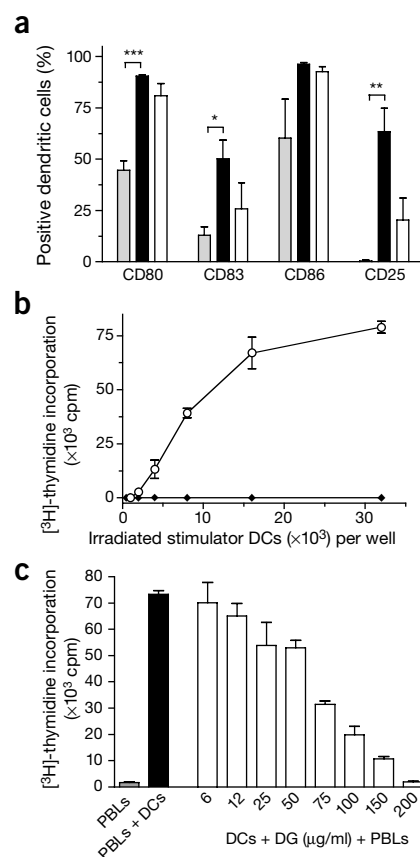 a
Positive dendritic cells (%)
100
75
50
25
0
***
*
**
CD80
CD83
CD86
CD25
b
[³H]-thymidine incorporation
(×10³ cpm)
75
50
25
0
0
10
20
30
Irradiated stimulator DCs (×10³) per well
c
[³H]-thymidine incorporation
(×10³ cpm)
80
70
60
50
40
30
20
10
0
PBLs
PBLs + DCs
6
12
25
50
75
100
150
200
DCs + DG (µg/ml) + PBLs